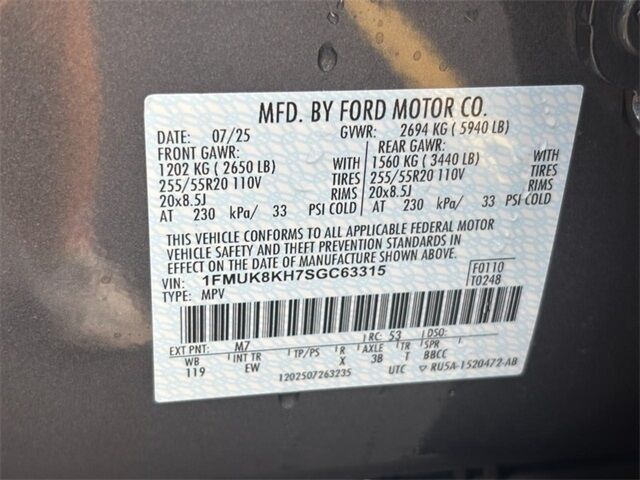 MFD. BY FORD MOTOR CO.
DATE: 07/25 GVWR: 2694 KG ( 5940 LB)
FRONT GAWR: REAR GAWR:
1202 KG ( 2650 LB) WITH 1560 KG ( 3440 LB) WITH
255/55R20 110V TIRES 255/55R20 110V TIRES
20x8.5J RIMS 20x8.5J RIMS
AT 230 kPa/ 33 PSI COLD AT 230 kPa/ 33 PSI COLD
THIS VEHICLE CONFORMS TO ALL APPLICABLE FEDERAL MOTOR
VEHICLE SAFETY AND THEFT PREVENTION STANDARDS IN
EFFECT ON THE DATE OF MANUFACTURE SHOWN ABOVE.
VIN: 1FMUK8KH7SGC63315 F0110
TYPE: MPV T0248
EXT PNT: M7 RC: 53 DSO:
WB INT TR TP/PS R AXLE TR SPR
119 EW X 3B T BBCC
1202507263235 UTC RU5A-1520472-AB